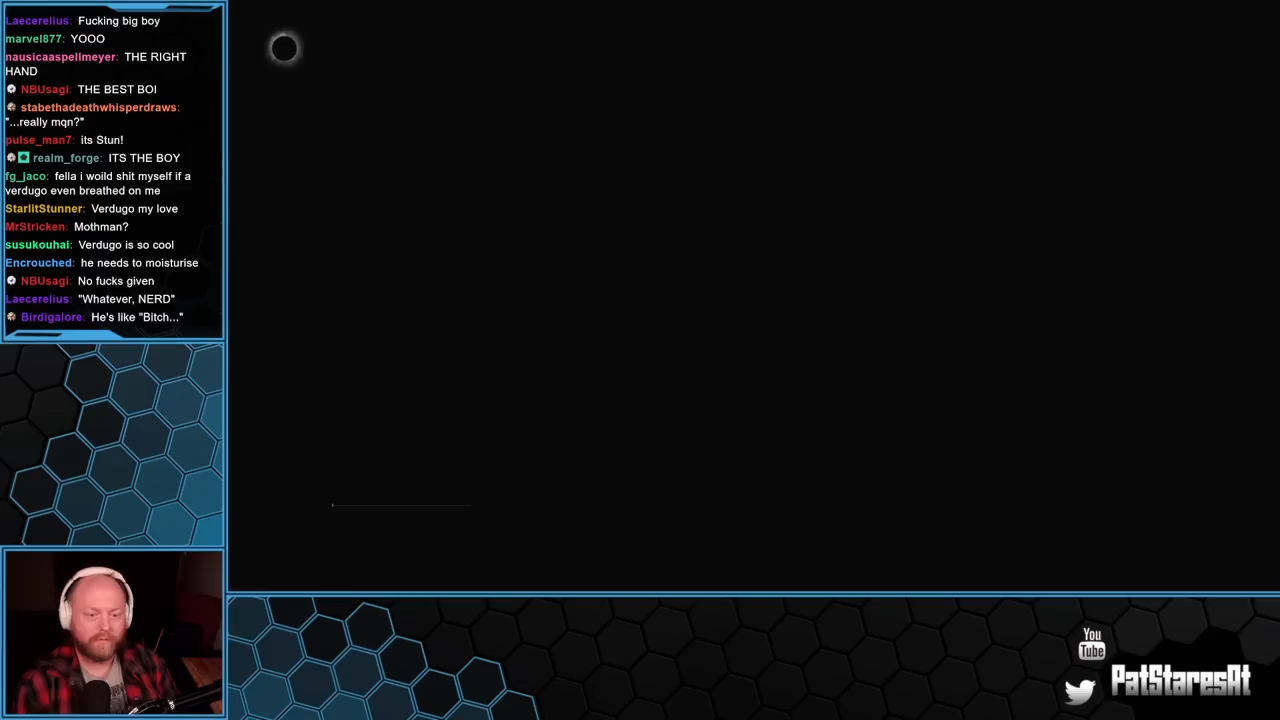 Laecerelius: Fucking big boy
marvel877: YOOO
nausicaaspellmeyer: THE RIGHT
HAND
NBUsagi: THE BEST BOI
stabethadeathwhisperdraws:
"...really mqn?"
pulse_man7: its Stun!
realm_forge: ITS THE BOY
fg_jaco: fella i woild shit myself if a
verdugo even breathed on me
StarlitStunner: Verdugo my love
MrStricken: Mothman?
susukouhai: Verdugo is so cool
Encrouched: he needs to moisturise
NBUsagi: No fucks given
Laecerelius: "Whatever, NERD"
Birdigalore: He's like "Bitch..."
You
Tube
PatStaresAt